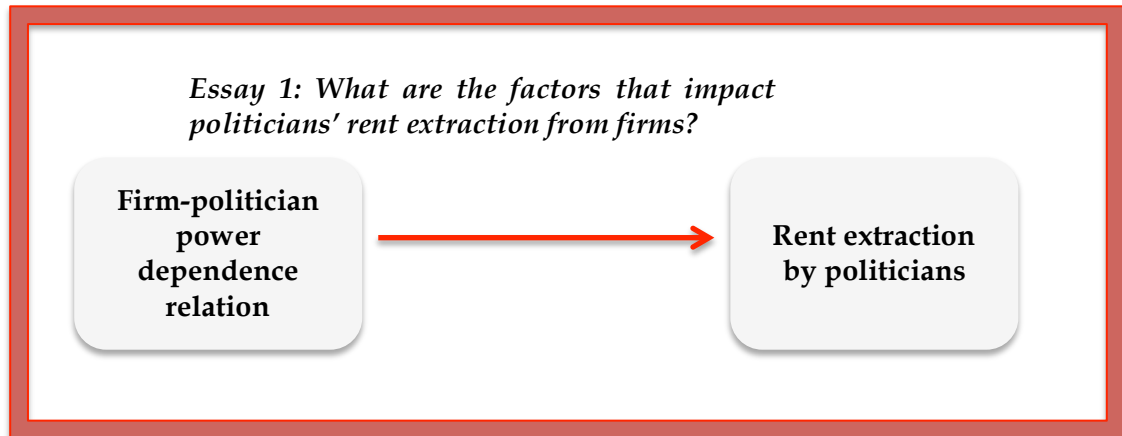 Essay 1: What are the factors that impact
politicians’ rent extraction from firms?
Firm-politician
power
dependence
relation
Rent extraction
by politicians